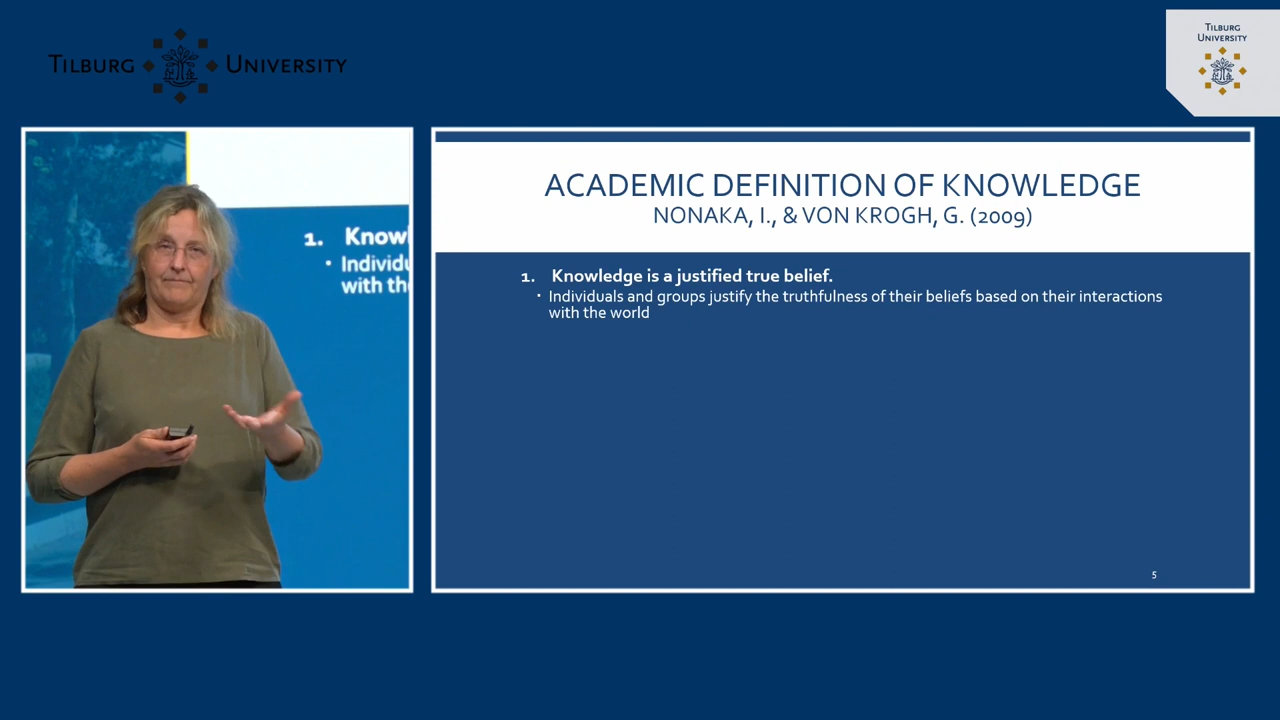 TILBURG UNIVERSITY
TILBURG
UNIVERSITY
1. Knowl
· Individu
with the
ACADEMIC DEFINITION OF KNOWLEDGE
NONAKA, I., & VON KROGH, G. (2009)
1. Knowledge is a justified true belief.
· Individuals and groups justify the truthfulness of their beliefs based on their interactions
with the world
5